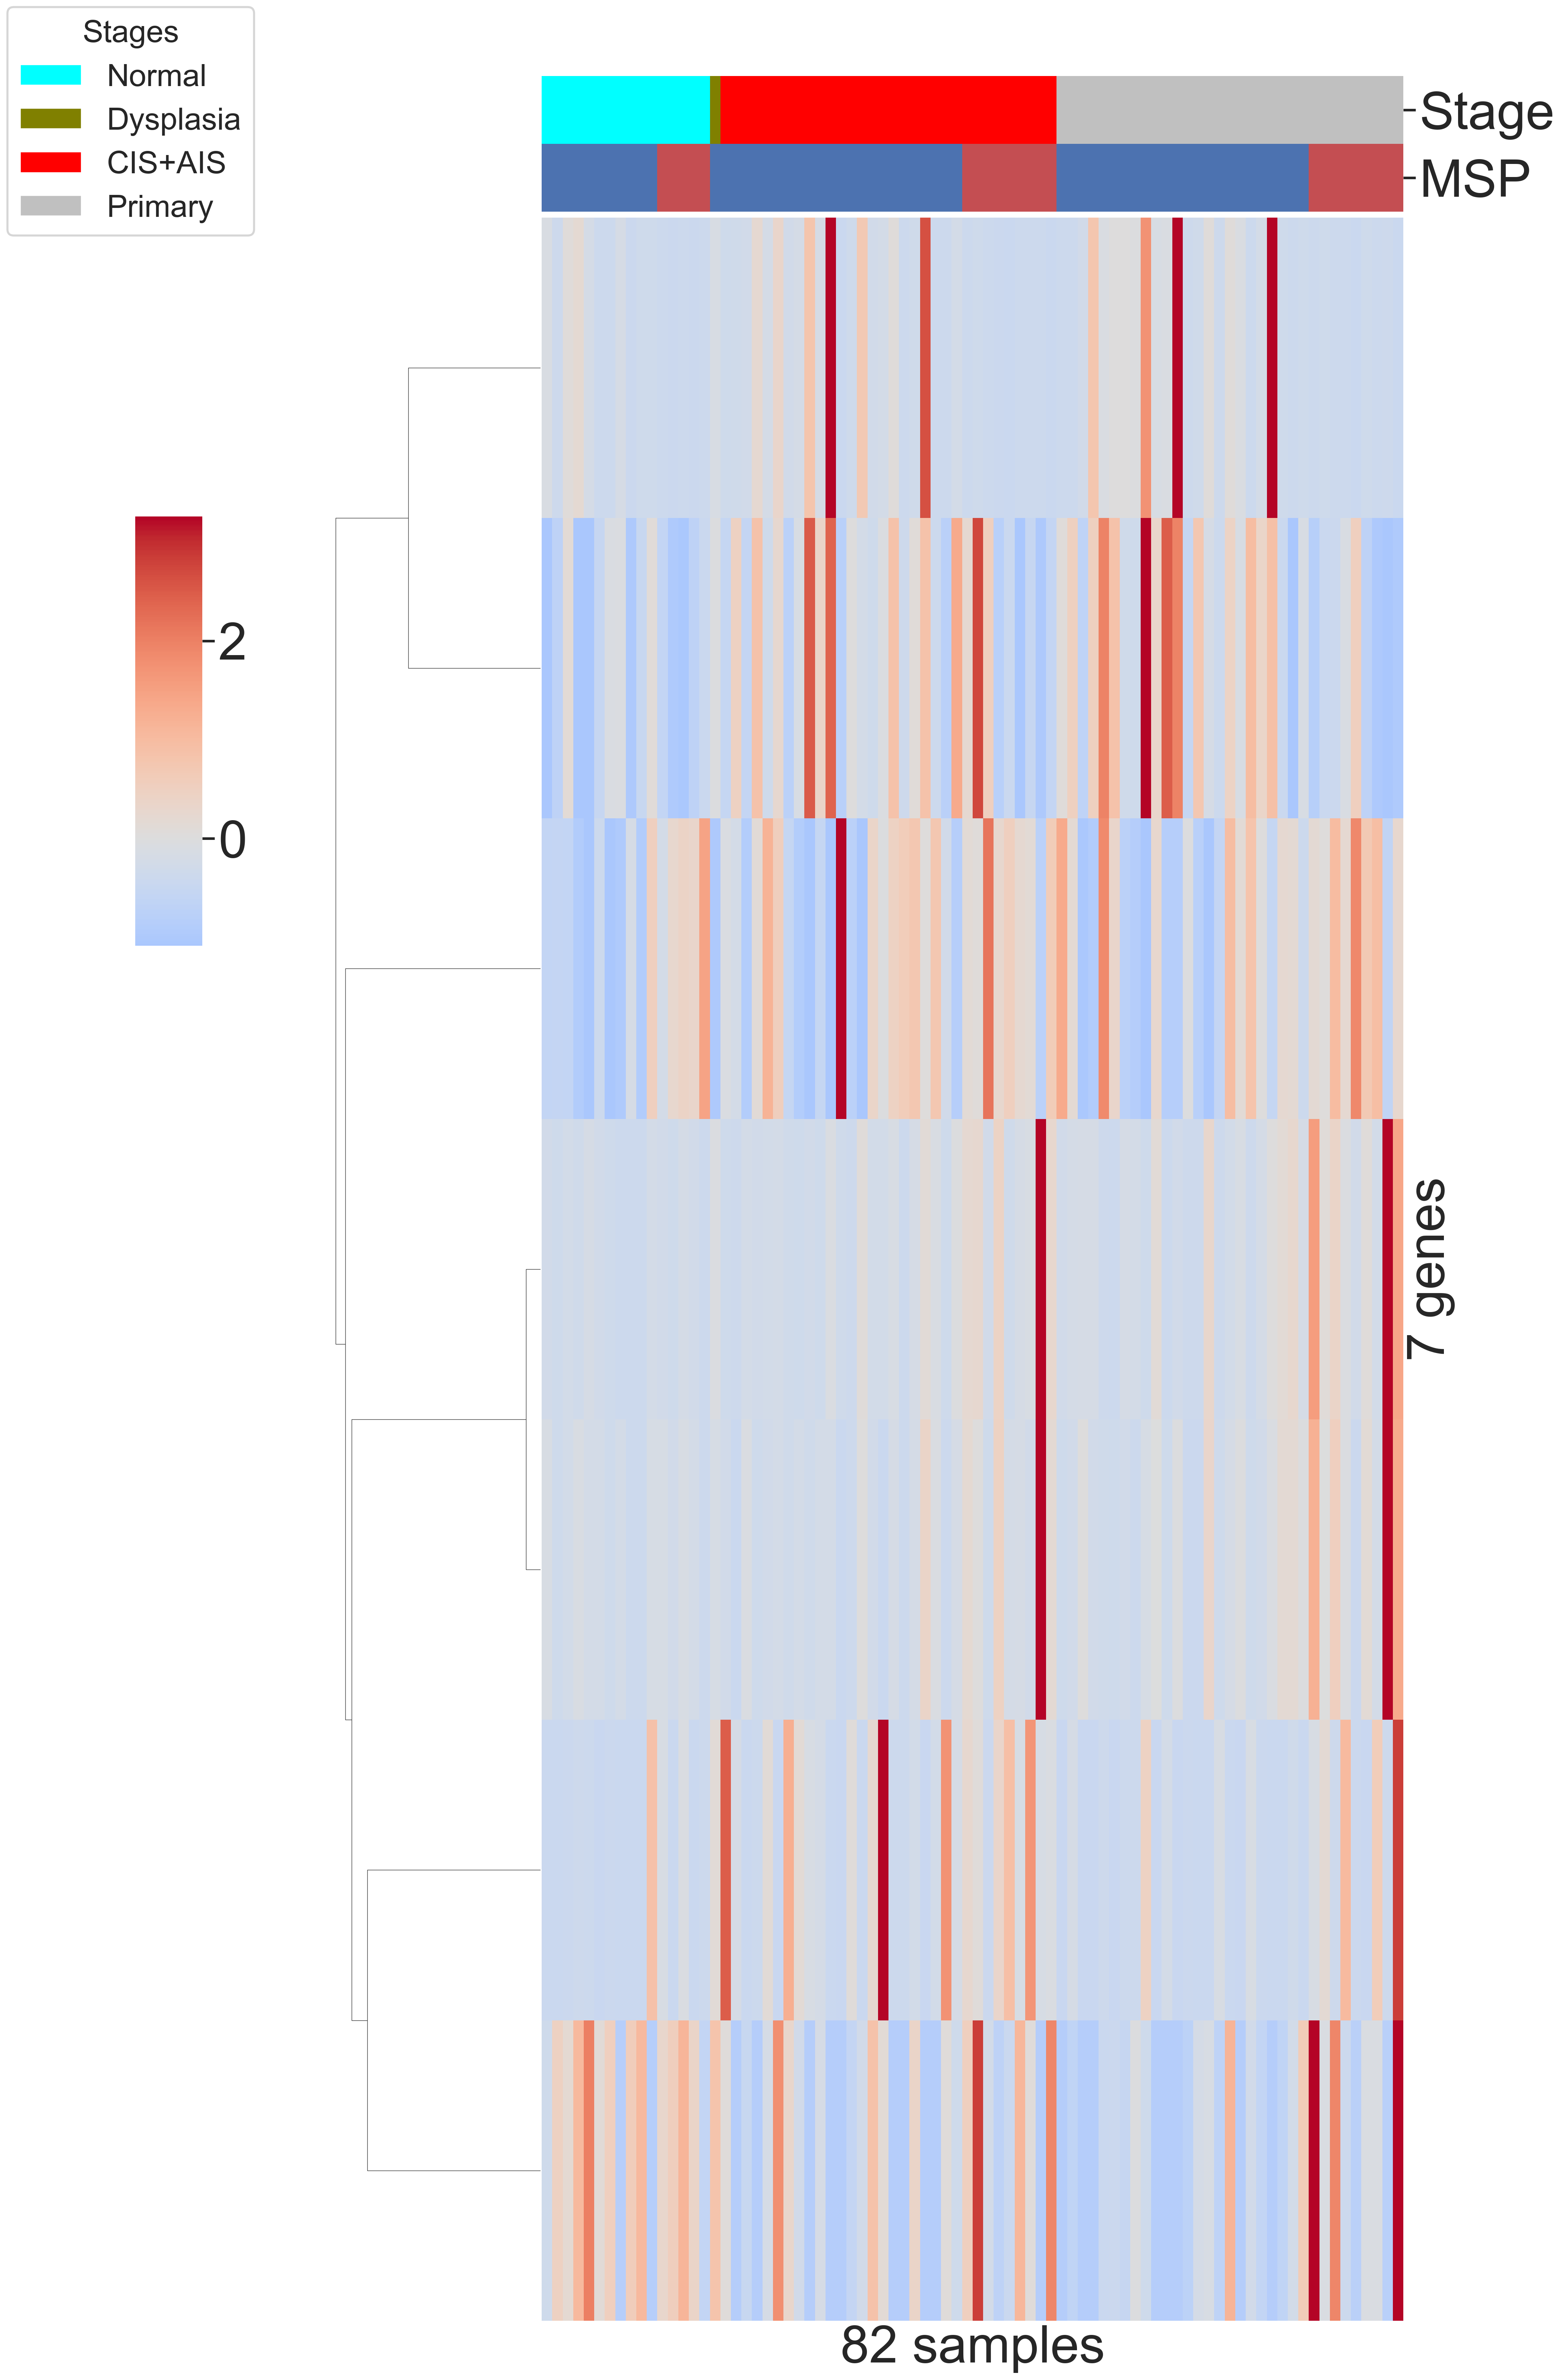 Stages
Normal
Dysplasia
CIS+AIS
Primary
Stage
MSP
2
0
7 genes
82 samples